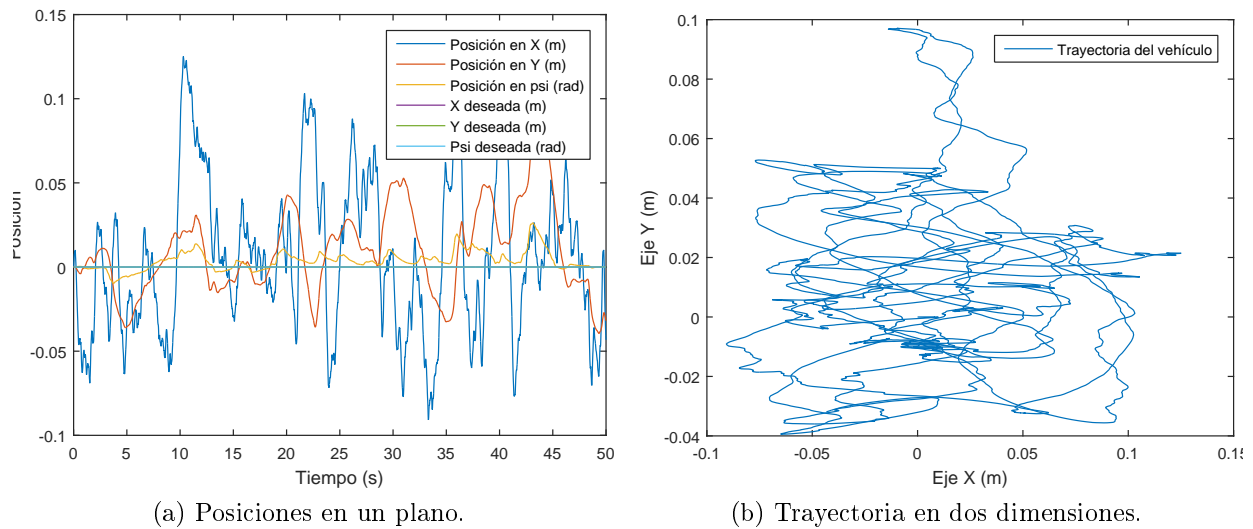 0.15
0.1
0.05
0
-0.05
-0.1
Posición
Posición en X (m)
Posición en Y (m)
Posición en psi (rad)
X deseada (m)
Y deseada (m)
Psi deseada (rad)
0 5 10 15 20 25 30 35 40 45 50
Tiempo (s)
(a) Posiciones en un plano.
0.1
0.08
0.06
0.04
0.02
0
-0.02
-0.04
Eje Y (m)
Trayectoria del vehículo
-0.1 -0.05 0 0.05 0.1 0.15
Eje X (m)
(b) Trayectoria en dos dimensiones.